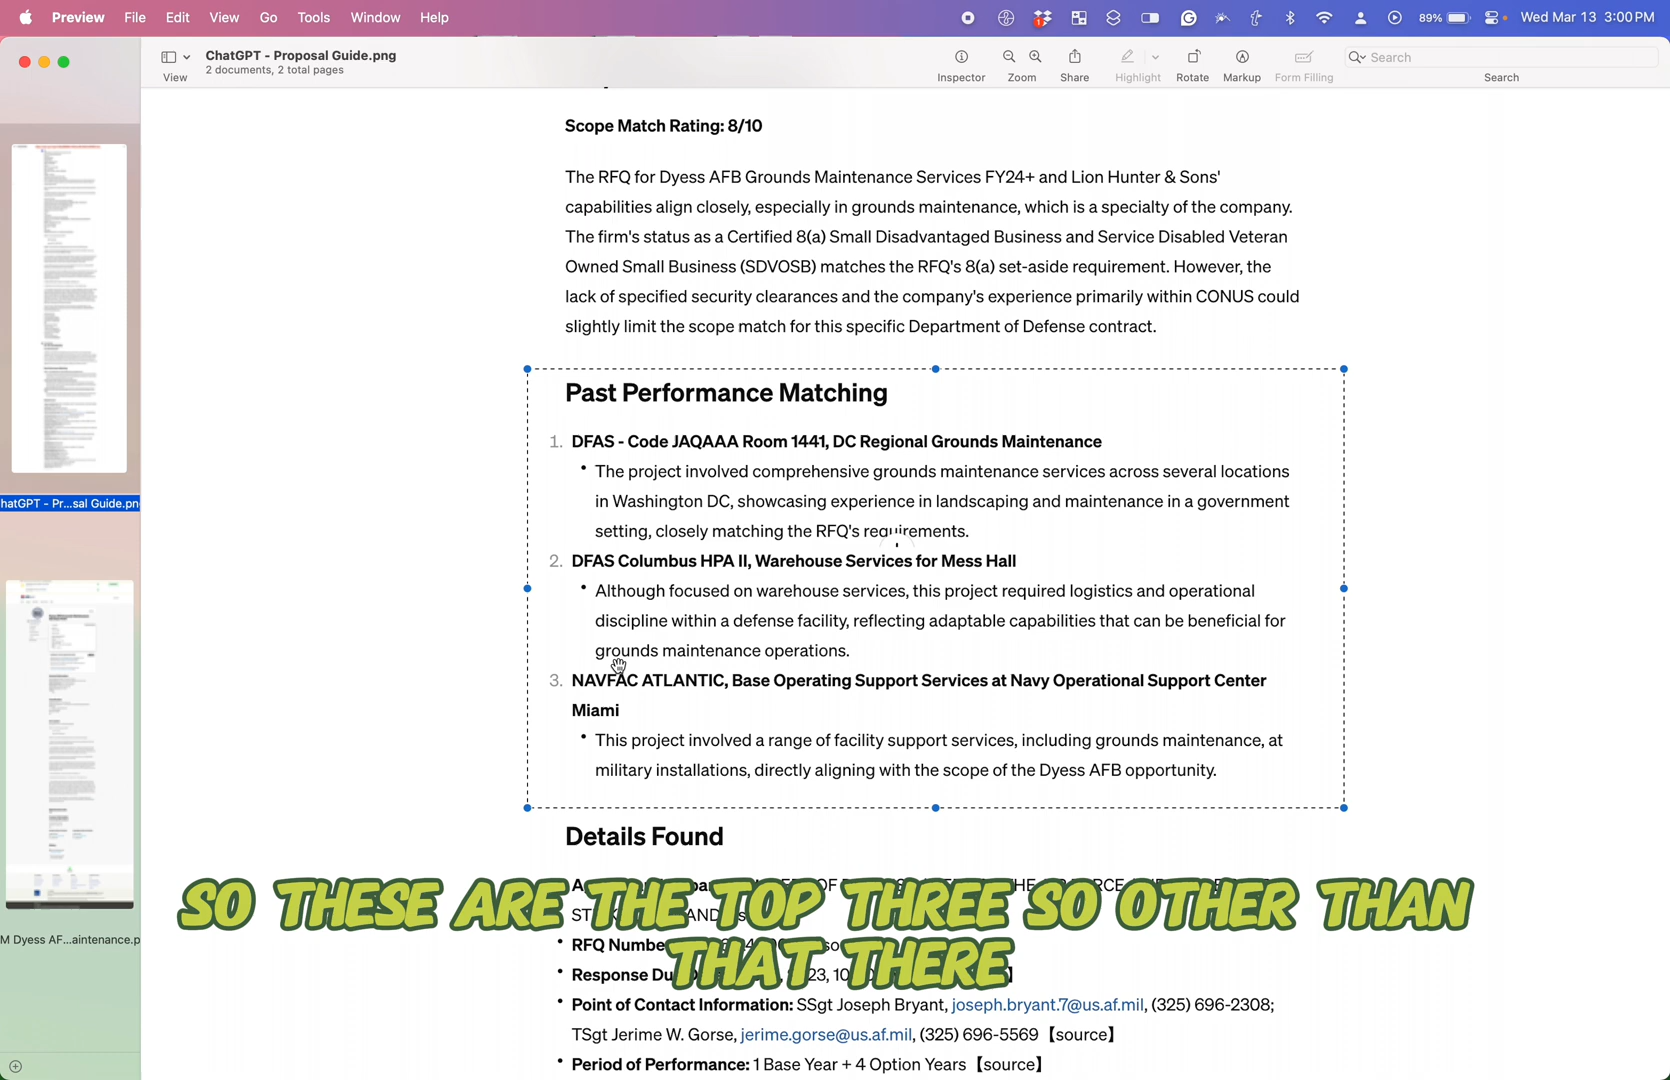 Preview File Edit View Go Tools Window Help
89% Wed Mar 13 3:00 PM
ChatGPT - Proposal Guide.png
2 documents, 2 total pages
View
Inspector Zoom Share Highlight Rotate Markup Form Filling
Search
Search
Scope Match Rating: 8/10
The RFQ for Dyess AFB Grounds Maintenance Services FY24+ and Lion Hunter & Sons'
capabilities align closely, especially in grounds maintenance, which is a specialty of the company.
The firm's status as a Certified 8(a) Small Disadvantaged Business and Service Disabled Veteran
Owned Small Business (SDVOSB) matches the RFQ's 8(a) set-aside requirement. However, the
lack of specified security clearances and the company's experience primarily within CONUS could
slightly limit the scope match for this specific Department of Defense contract.
Past Performance Matching
1. DFAS - Code JAQAAA Room 1441, DC Regional Grounds Maintenance
• The project involved comprehensive grounds maintenance services across several locations
in Washington DC, showcasing experience in landscaping and maintenance in a government
setting, closely matching the RFQ's requirements.
2. DFAS Columbus HPA II, Warehouse Services for Mess Hall
• Although focused on warehouse services, this project required logistics and operational
discipline within a defense facility, reflecting adaptable capabilities that can be beneficial for
grounds maintenance operations.
3. NAVFAC ATLANTIC, Base Operating Support Services at Navy Operational Support Center
Miami
• This project involved a range of facility support services, including grounds maintenance, at
military installations, directly aligning with the scope of the Dyess AFB opportunity.
Details Found
SO THESE ARE THE TOP THREE SO OTHER THAN
THAT THERE
• RFQ
• Response
• Point of Contact Information: SSgt Joseph Bryant, joseph.bryant.7@us.af.mil, (325) 696-2308;
TSgt Jerime W. Gorse, jerime.gorse@us.af.mil, (325) 696-5569【source】
• Period of Performance: 1 Base Year + 4 Option Years【source】
hatGPT - Pr...sal Guide.pn
M Dyess AF...aintenance.p